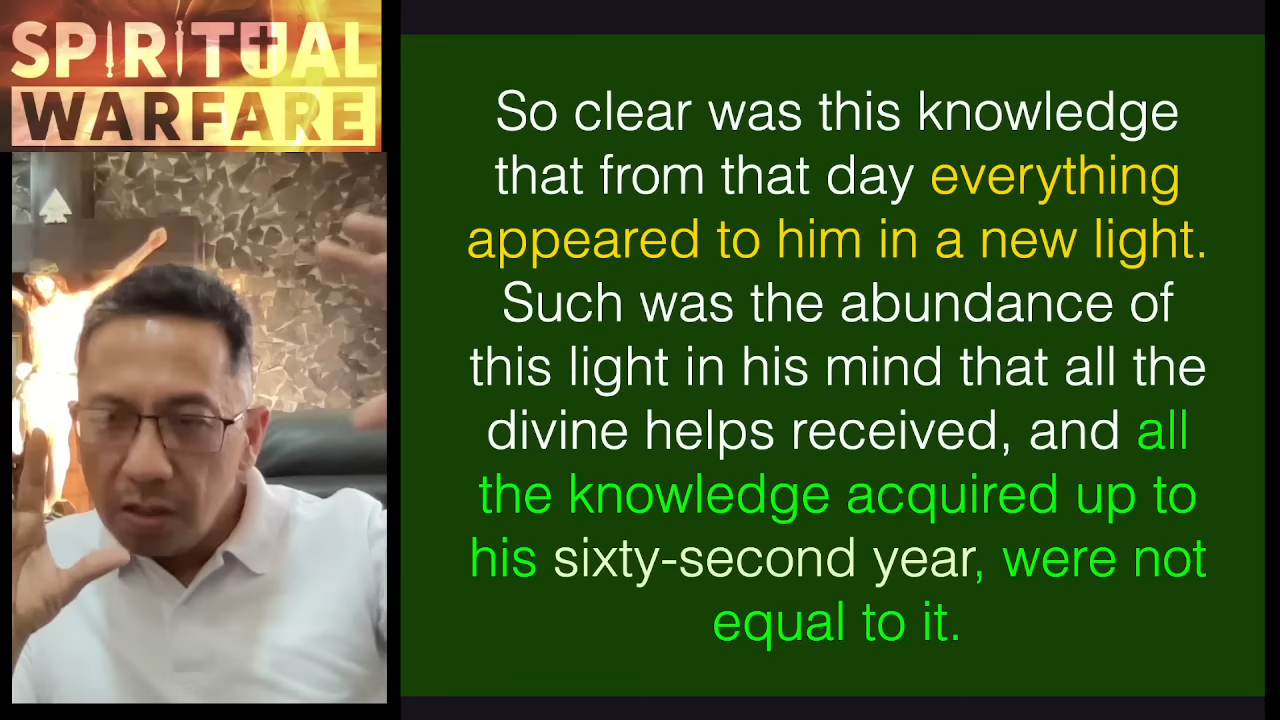 SPIRITUAL
WARFARE
So clear was this knowledge
that from that day everything
appeared to him in a new light.
Such was the abundance of
this light in his mind that all the
divine helps received, and all
the knowledge acquired up to
his sixty-second year, were not
equal to it.